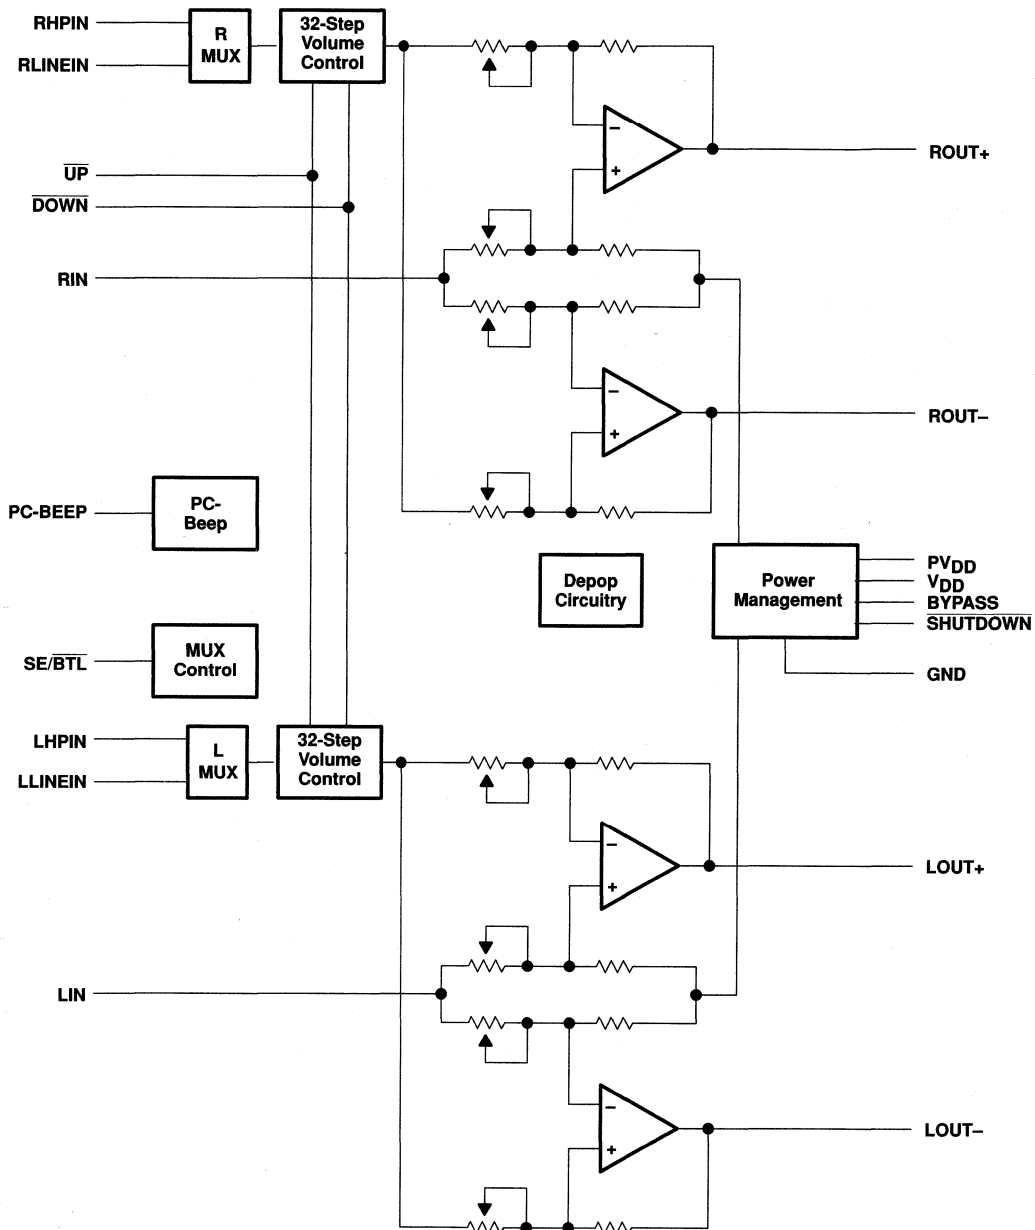 RHPIN
RLINEIN
R
MUX
32-Step
Volume
Control
UP
DOWN
RIN
−
+
ROUT+
−
+
ROUT−
PC-BEEP
PC-
Beep
Depop
Circuitry
Power
Management
PVDD
VDD
BYPASS
SHUTDOWN
GND
SE/BTL
MUX
Control
LHPIN
LLINEIN
L
MUX
32-Step
Volume
Control
−
+
LOUT+
LIN
−
+
LOUT−